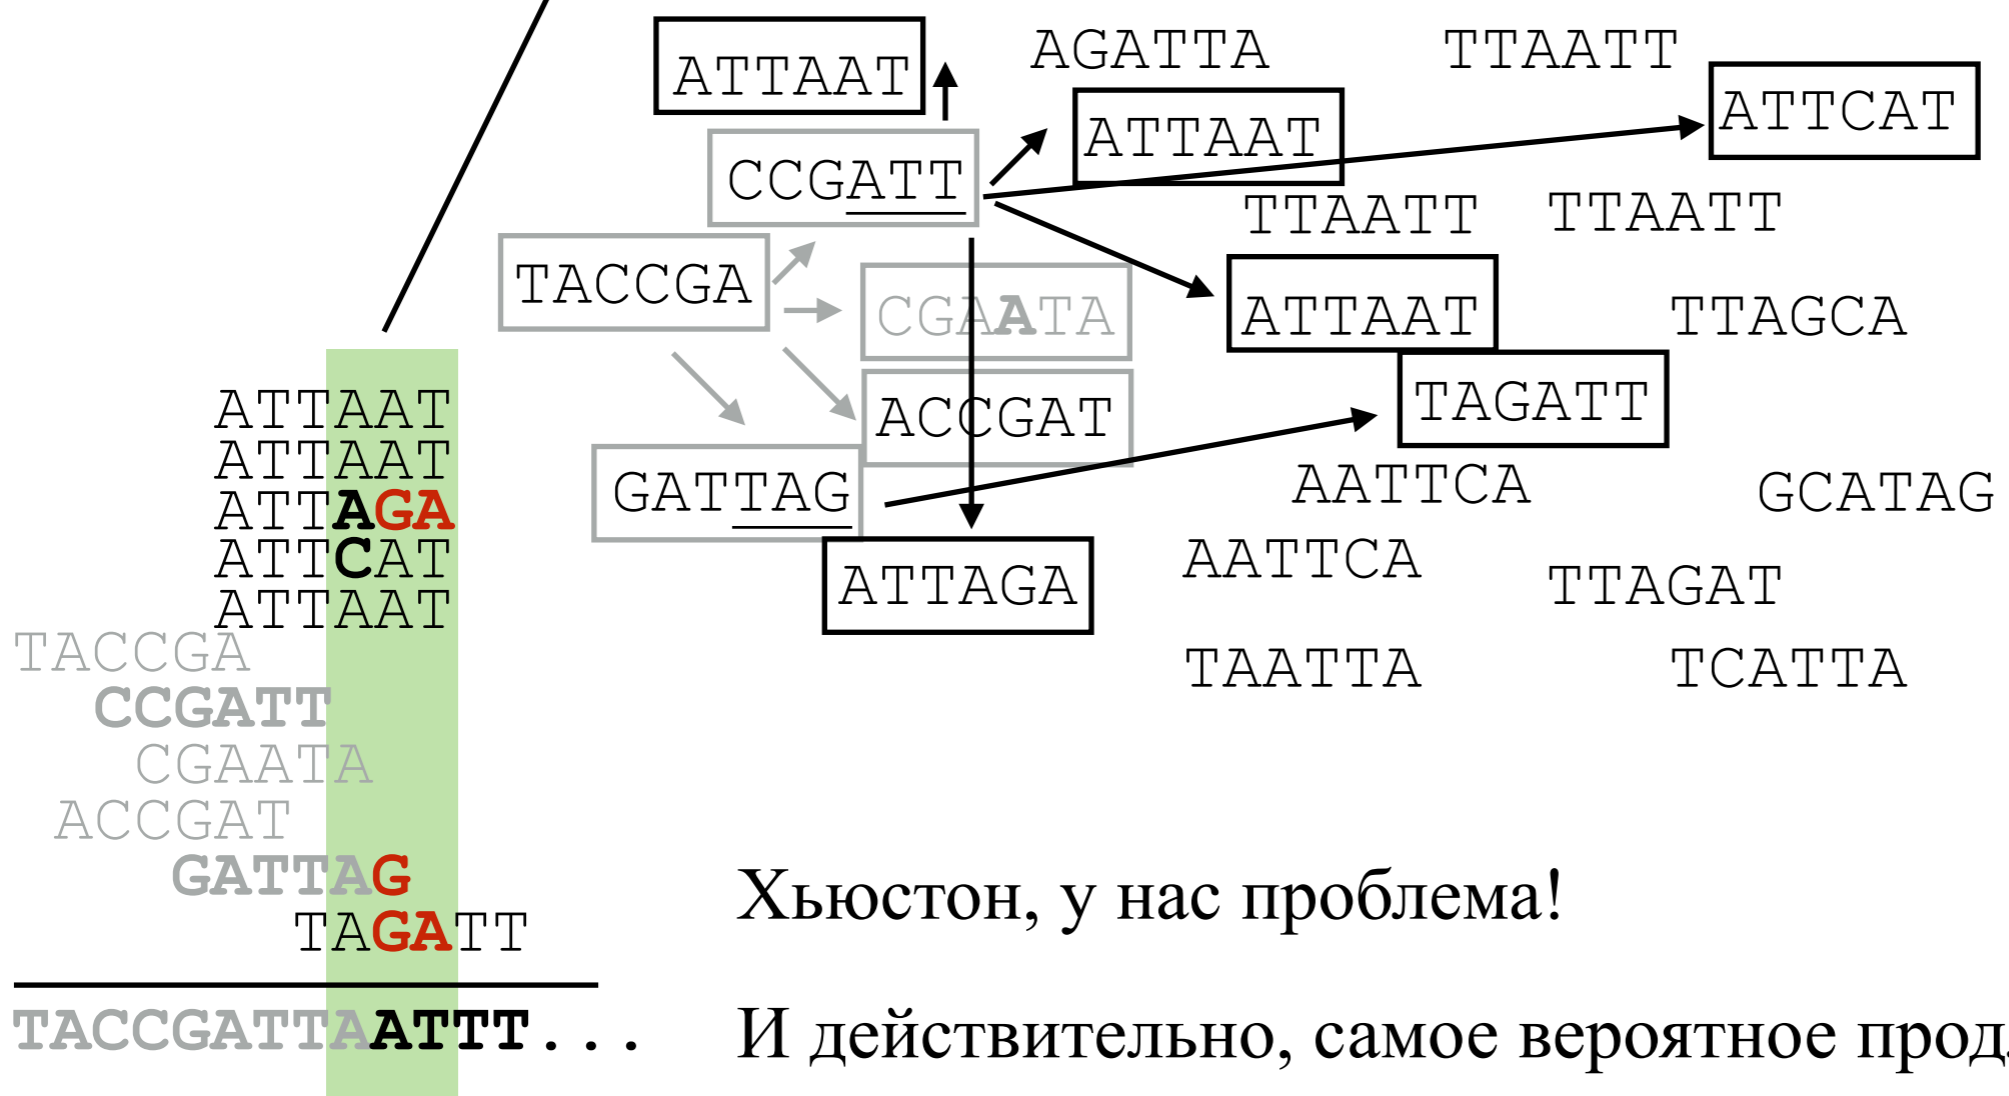 ATTAAT
AGATTA
TTAATT
ATTCAT
ATTAAT
CCGATT
TTAATT
TTAATT
TACCGA
CGAATA
ATTAAT
TTAGCA
ACCGAT
TAGATT
GATTAG
AATTCA
GCATAG
ATTAGA
AATTCA
TTAGAT
TAATTA
TCATTA
ATTAAT
ATTAAT
ATTAGA
ATTCAT
ATTAAT
TACCGA
CCGATT
CGAATA
ACCGAT
GATTAG
TAGATT
TACCGATTAATTT...
Хьюстон, у нас проблема!
И действительно, самое вероятное